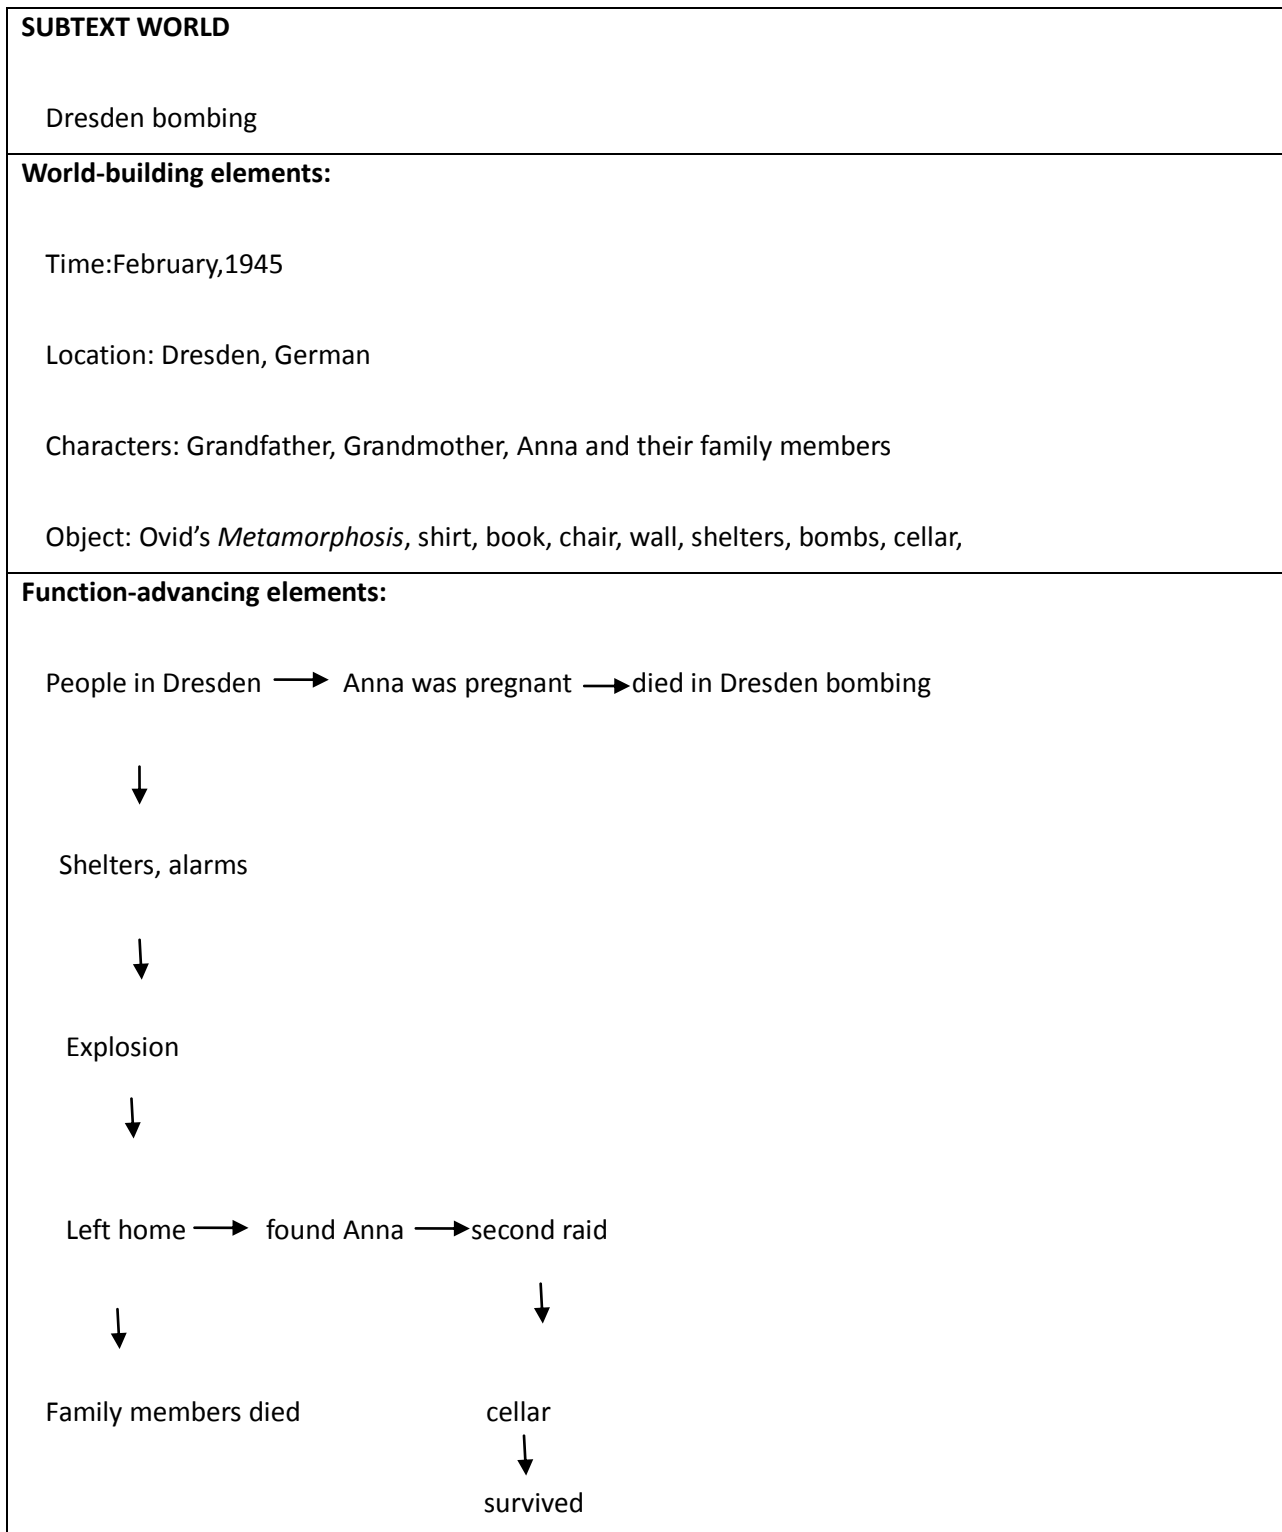 SUBTEXT WORLD
Dresden bombing
World-building elements:
Time:February,1945
Location: Dresden, German
Characters: Grandfather, Grandmother, Anna and their family members
Object: Ovid’s Metamorphosis, shirt, book, chair, wall, shelters, bombs, cellar,
Function-advancing elements:
People in Dresden Anna was pregnant died in Dresden bombing
Shelters, alarms
Explosion
Left home found Anna second raid
Family members died cellar
survived